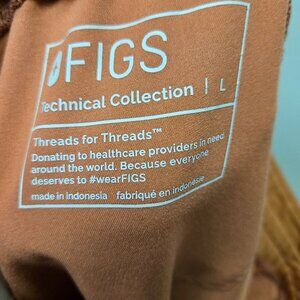 FIGS
Technical Collection | L
Threads for Threads™
Donating to healthcare providers in need
around the world. Because everyone
deserves to #wearFIGS
made in Indonesia fabriqué en indonésie